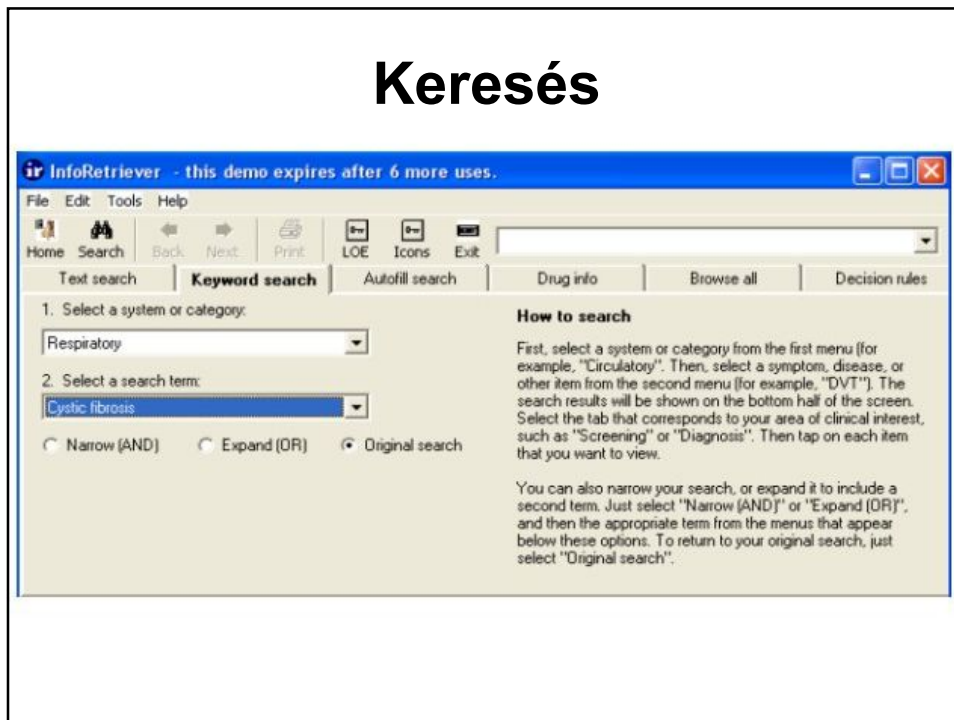 Keresés
ir InfoRetriever - this demo expires after 6 more uses.
File Edit Tools Help
Home Search Back Next Print LOE Icons Exit
Text search Keyword search Autofill search Drug info Browse all Decision rules
1. Select a system or category:
Respiratory
2. Select a search term:
Cystic fibrosis
Narrow (AND) Expand (OR) Original search
How to search
First, select a system or category from the first menu (for
example, "Circulatory". Then, select a symptom, disease, or
other item from the second menu (for example, "DVT"). The
search results will be shown on the bottom half of the screen.
Select the tab that corresponds to your area of clinical interest,
such as "Screening" or "Diagnosis". Then tap on each item
that you want to view.
You can also narrow your search, or expand it to include a
second term. Just select "Narrow (AND)" or "Expand (OR)",
and then the appropriate term from the menus that appear
below these options. To return to your original search, just
select "Original search".